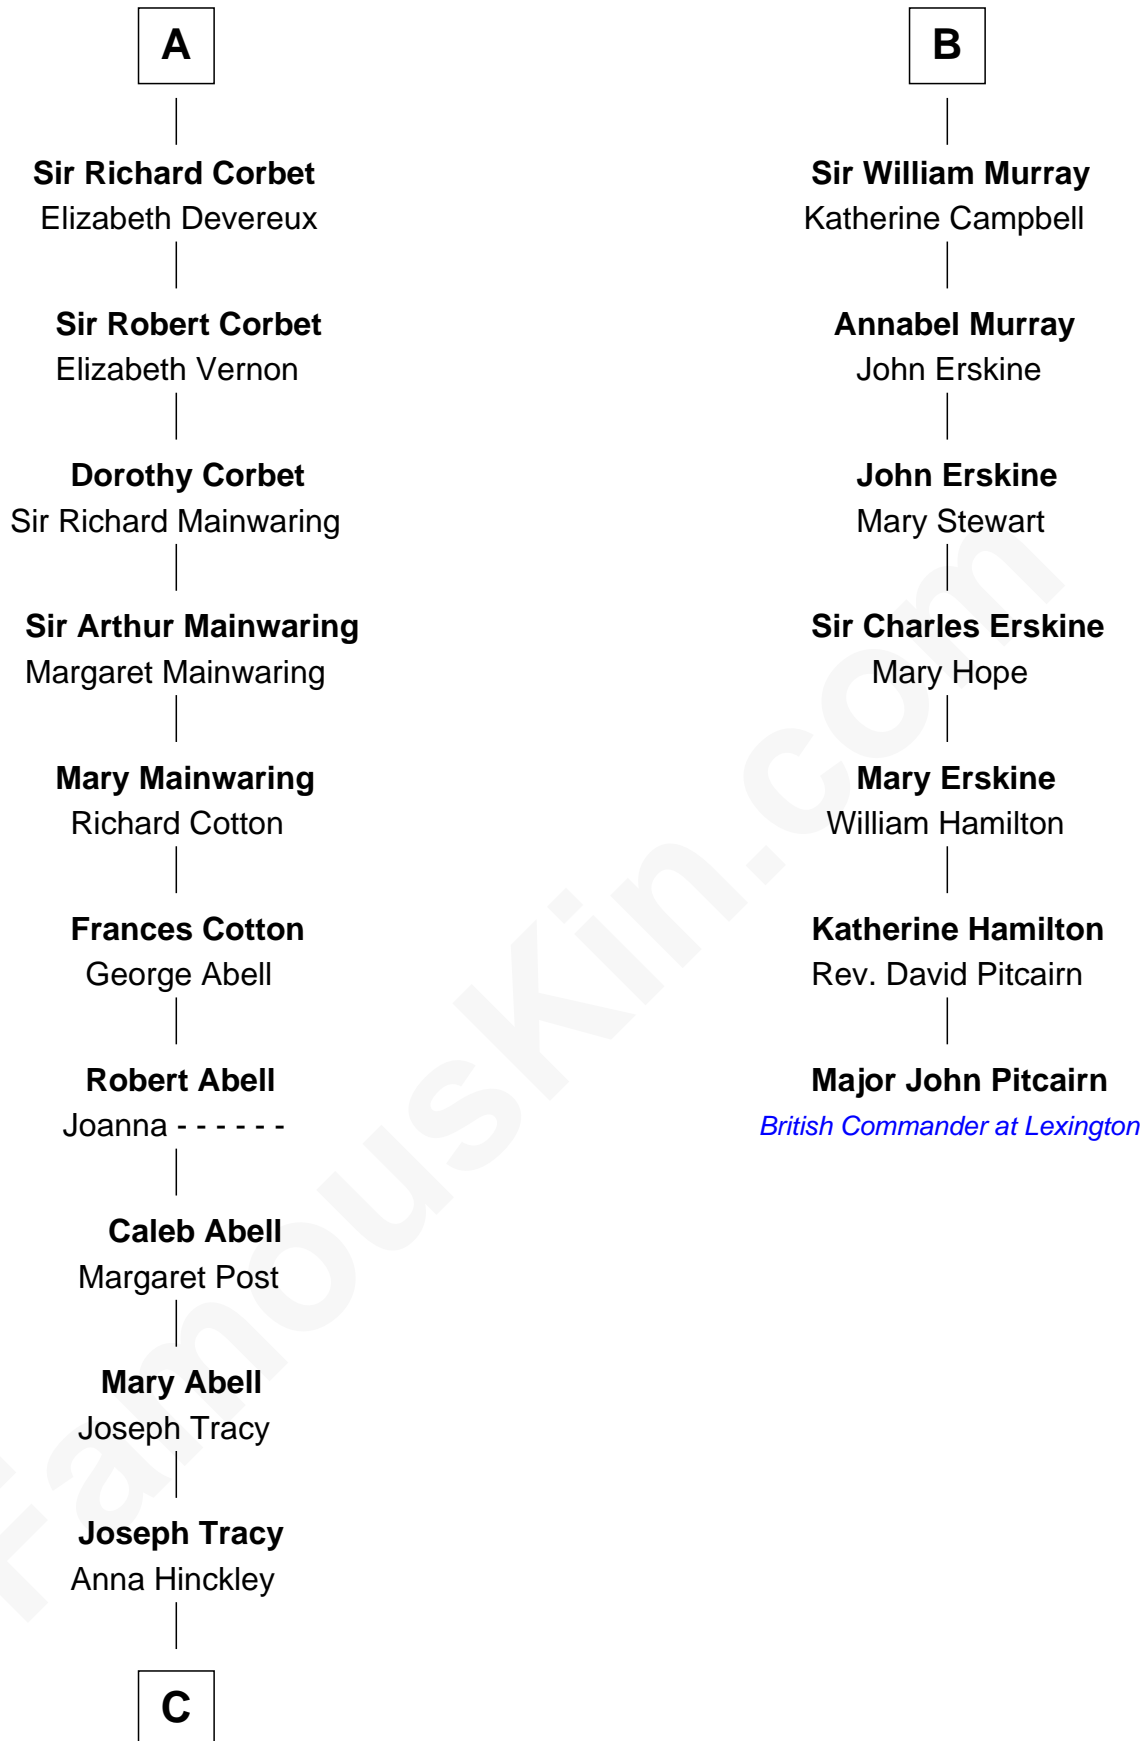 A
Sir Richard Corbet
Elizabeth Devereux
Sir Robert Corbet
Elizabeth Vernon
Dorothy Corbet
Sir Richard Mainwaring
Sir Arthur Mainwaring
Margaret Mainwaring
Mary Mainwaring
Richard Cotton
Frances Cotton
George Abell
Robert Abell
Joanna - - - - - -
Caleb Abell
Margaret Post
Mary Abell
Joseph Tracy
Joseph Tracy
Anna Hinckley
C
B
Sir William Murray
Katherine Campbell
Annabel Murray
John Erskine
John Erskine
Mary Stewart
Sir Charles Erskine
Mary Hope
Mary Erskine
William Hamilton
Katherine Hamilton
Rev. David Pitcairn
Major John Pitcairn
British Commander at Lexington
FamousKin.com